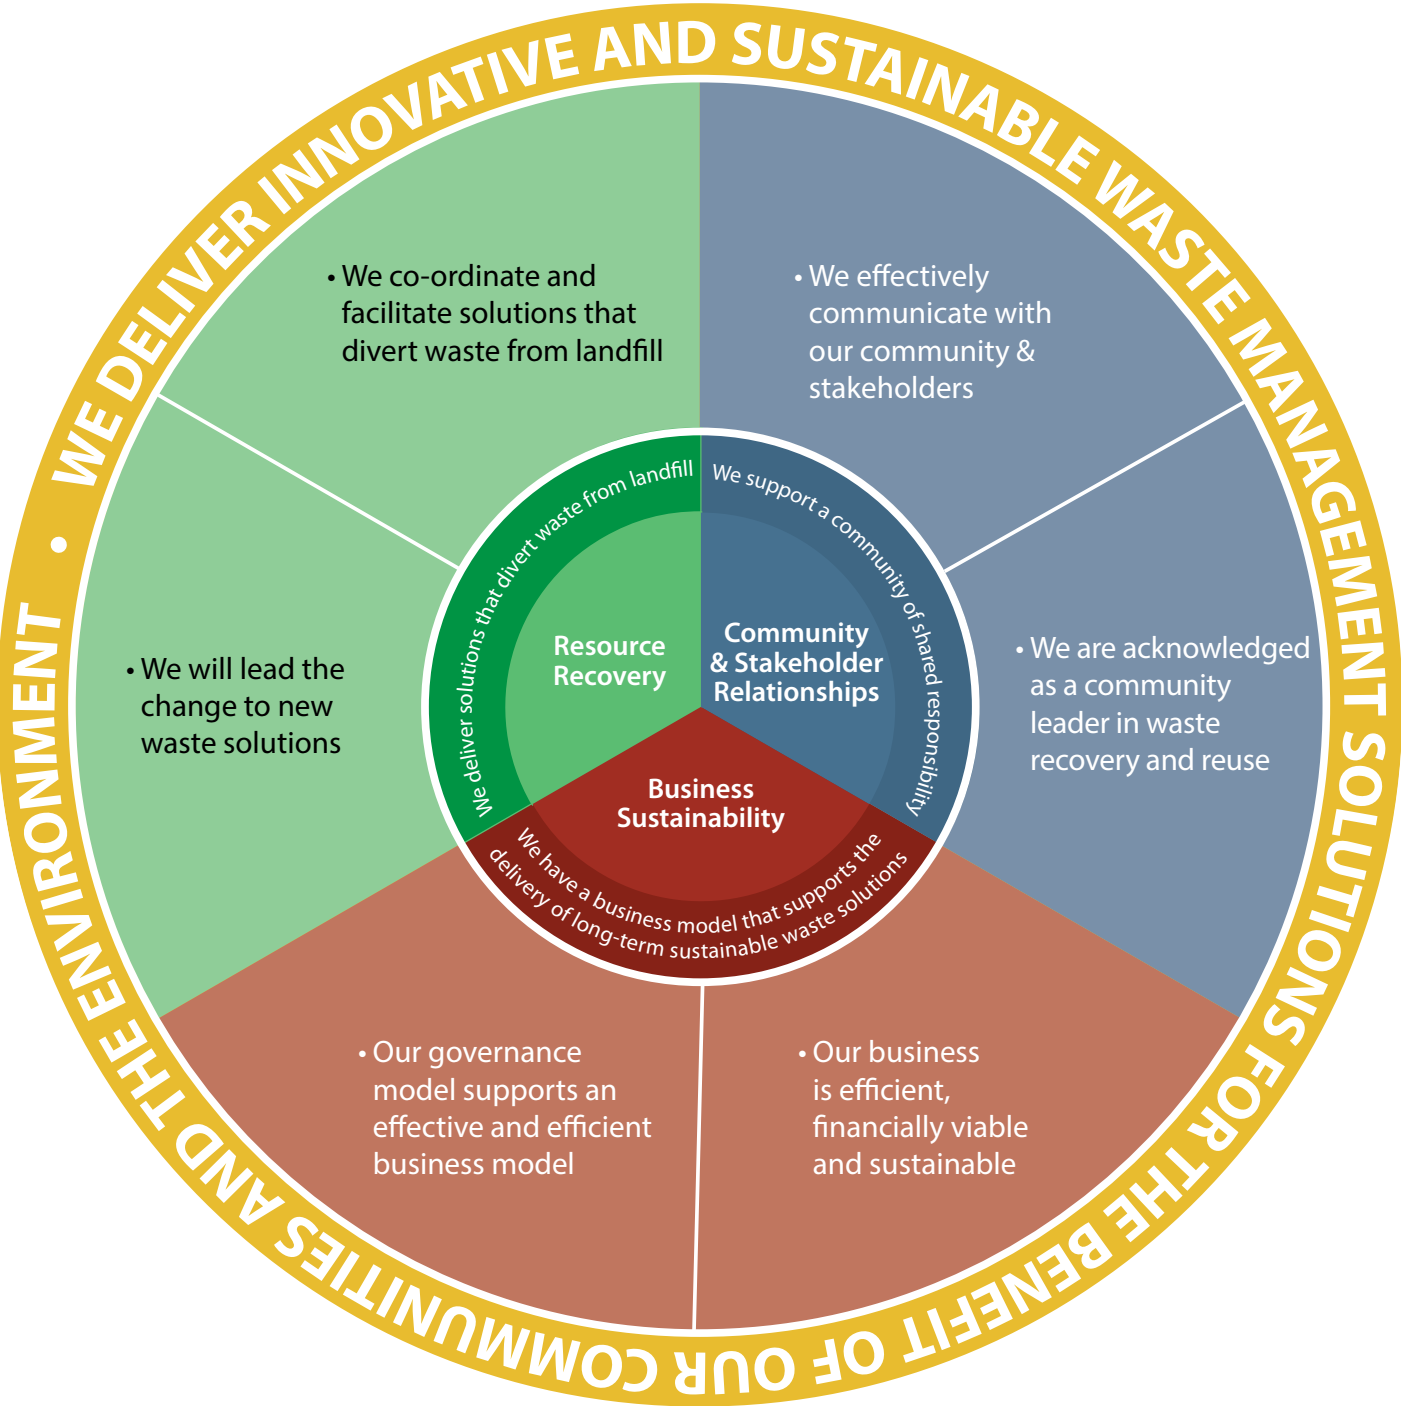 WE DELIVER INNOVATIVE AND SUSTAINABLE WASTE MANAGEMENT SOLUTIONS FOR THE BENEFIT OF OUR COMMUNITIES AND THE ENVIRONMENT •
• We co-ordinate and
facilitate solutions that
divert waste from landfill
• We effectively
communicate with
our community &
stakeholders
• We will lead the
change to new
waste solutions
• We are acknowledged
as a community
leader in waste
recovery and reuse
We deliver solutions that divert waste from landfill
We support a community of shared responsibility
Resource
Recovery
Community
& Stakeholder
Relationships
Business
Sustainability
We have a business model that supports the
delivery of long-term sustainable waste solutions
• Our governance
model supports an
effective and efficient
business model
• Our business
is efficient,
financially viable
and sustainable